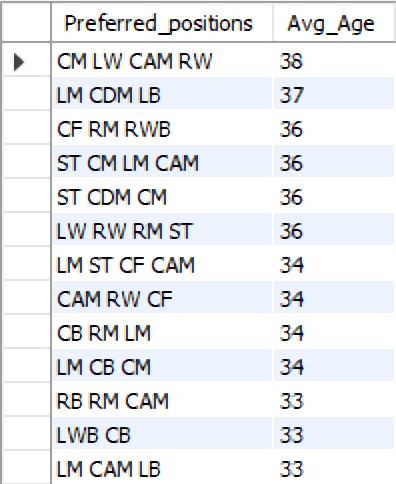 Preferred_positions Avg_Age
CM LW CAM RW 38
LM CDM LB 37
CF RM RWB 36
ST CM LM CAM 36
ST CDM CM 36
LW RW RM ST 36
LM ST CF CAM 34
CAM RW CF 34
CB RM LM 34
LM CB CM 34
RB RM CAM 33
LWB CB 33
LM CAM LB 33